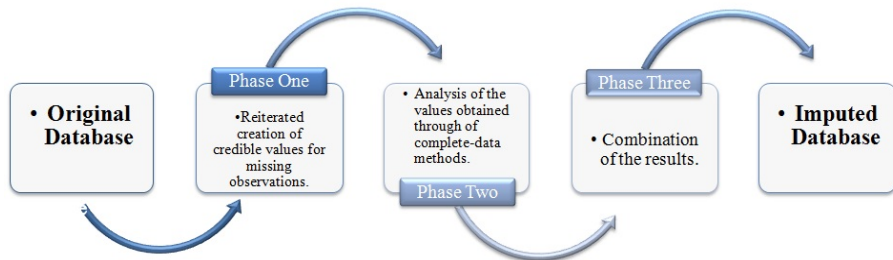 • Original
Database
Phase One
•Reiterated
creation of
credible values for
missing
observations.
• Analysis of the
values obtained
through of
complete-data
methods.
Phase Two
Phase Three
• Combination
of the results.
• Imputed
Database